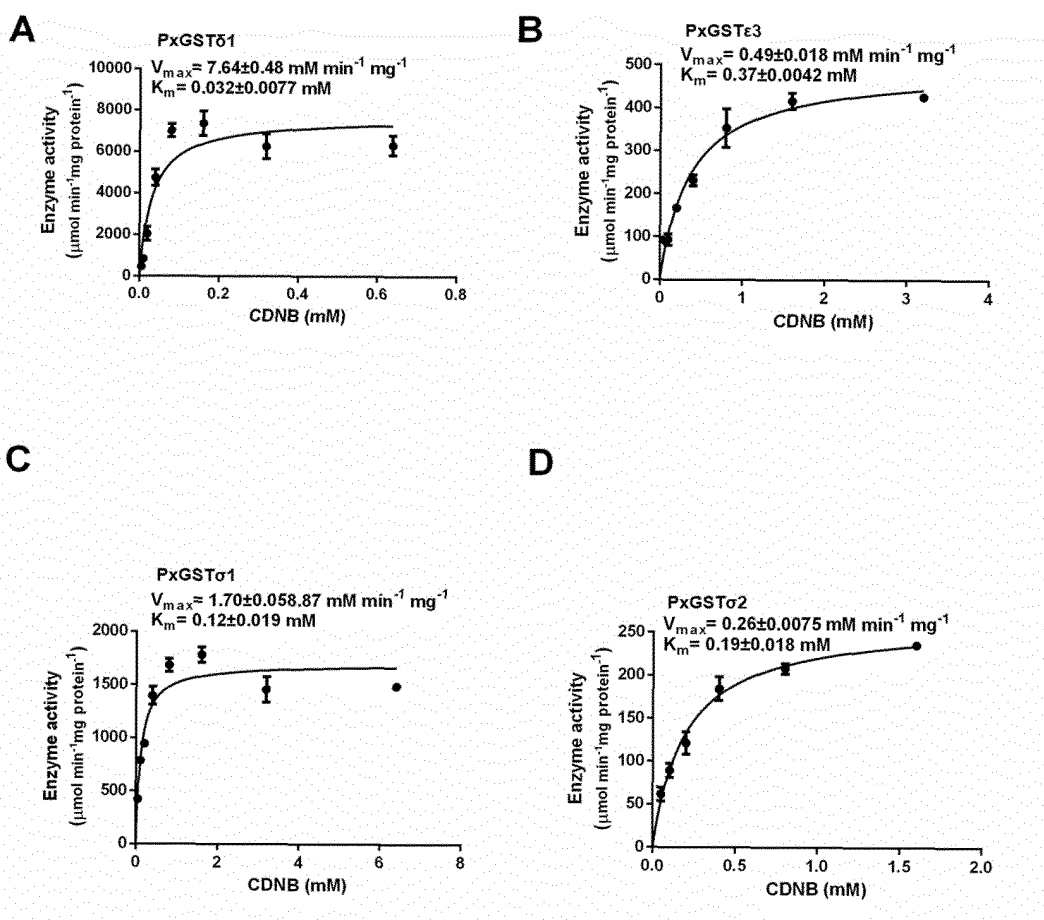 A
PxGSTδ1
Vmax= 7.64±0.48 mM min-1 mg-1
Km= 0.032±0.0077 mM
Enzyme activity
(μmol min-1mg protein-1)
10000
8000
6000
4000
2000
0
0.0 0.2 0.4 0.6 0.8
CDNB (mM)
B
PxGSTε3
Vmax= 0.49±0.018 mM min-1 mg-1
Km= 0.37±0.0042 mM
Enzyme activity
(μmol min-1mg protein-1)
500
400
300
200
100
0
0 1 2 3 4
CDNB (mM)
C
PxGSTσ1
Vmax= 1.70±0.058.87 mM min-1 mg-1
Km= 0.12±0.019 mM
Enzyme activity
(μmol min-1mg protein-1)
2000
1500
1000
500
0
0 2 4 6 8
CDNB (mM)
D
PxGSTσ2
Vmax= 0.26±0.0075 mM min-1 mg-1
Km= 0.19±0.018 mM
Enzyme activity
(μmol min-1mg protein-1)
250
200
150
100
50
0
0.0 0.5 1.0 1.5 2.0
CDNB (mM)